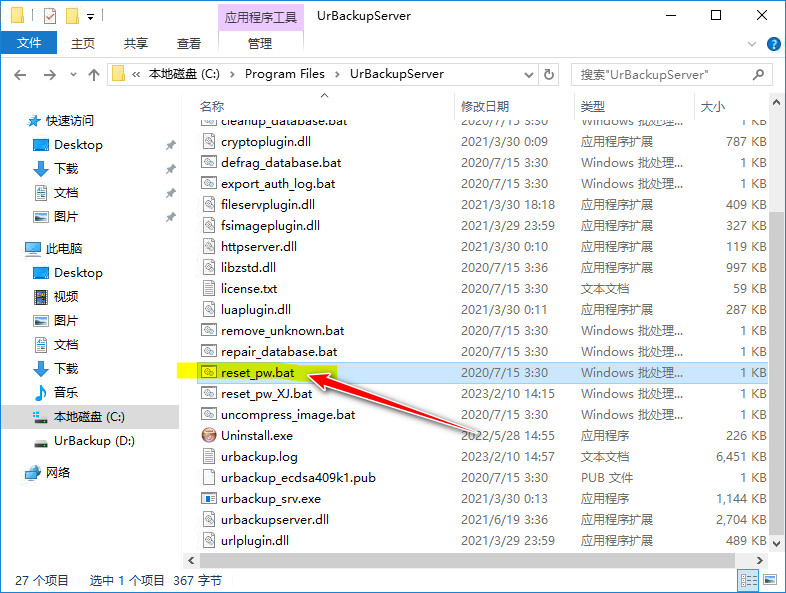 应用程序工具 UrBackupServer
文件 主页 共享 查看 管理
« 本地磁盘 (C:) › Program Files › UrBackupServer 搜索"UrBackupServer"
名称 修改日期 类型 大小
快速访问
Desktop
下载
文档
图片
此电脑
Desktop
视频
图片
文档
下载
音乐
本地磁盘 (C:)
UrBackup (D:)
网络
cleanup_database.bat 2020/7/15 3:30 Windows 批处理... 1 KB
cryptoplugin.dll 2021/3/30 0:09 应用程序扩展 787 KB
defrag_database.bat 2020/7/15 3:30 Windows 批处理... 1 KB
export_auth_log.bat 2020/7/15 3:30 Windows 批处理... 1 KB
fileservplugin.dll 2021/3/30 18:18 应用程序扩展 409 KB
fsimageplugin.dll 2021/3/29 23:59 应用程序扩展 327 KB
httpserver.dll 2021/3/30 0:10 应用程序扩展 119 KB
libzstd.dll 2020/7/15 3:36 应用程序扩展 997 KB
license.txt 2020/7/15 3:30 文本文档 59 KB
luaplugin.dll 2021/3/30 0:11 应用程序扩展 287 KB
remove_unknown.bat 2020/7/15 3:30 Windows 批处理... 1 KB
repair_database.bat 2020/7/15 3:30 Windows 批处理... 1 KB
reset_pw.bat 2020/7/15 3:30 Windows 批处理... 1 KB
reset_pw_XJ.bat 2023/2/10 14:15 Windows 批处理... 1 KB
uncompress_image.bat 2020/7/15 3:30 Windows 批处理... 1 KB
Uninstall.exe 2022/5/28 14:55 应用程序 226 KB
urbackup.log 2023/2/10 14:57 文本文档 6,451 KB
urbackup_ecdsa409k1.pub 2020/7/15 3:30 PUB 文件 1 KB
urbackup_srv.exe 2021/3/30 0:13 应用程序 1,144 KB
urbackupserver.dll 2021/6/19 3:36 应用程序扩展 2,704 KB
urlplugin.dll 2021/3/29 23:59 应用程序扩展 489 KB
27 个项目 选中 1 个项目 367 字节